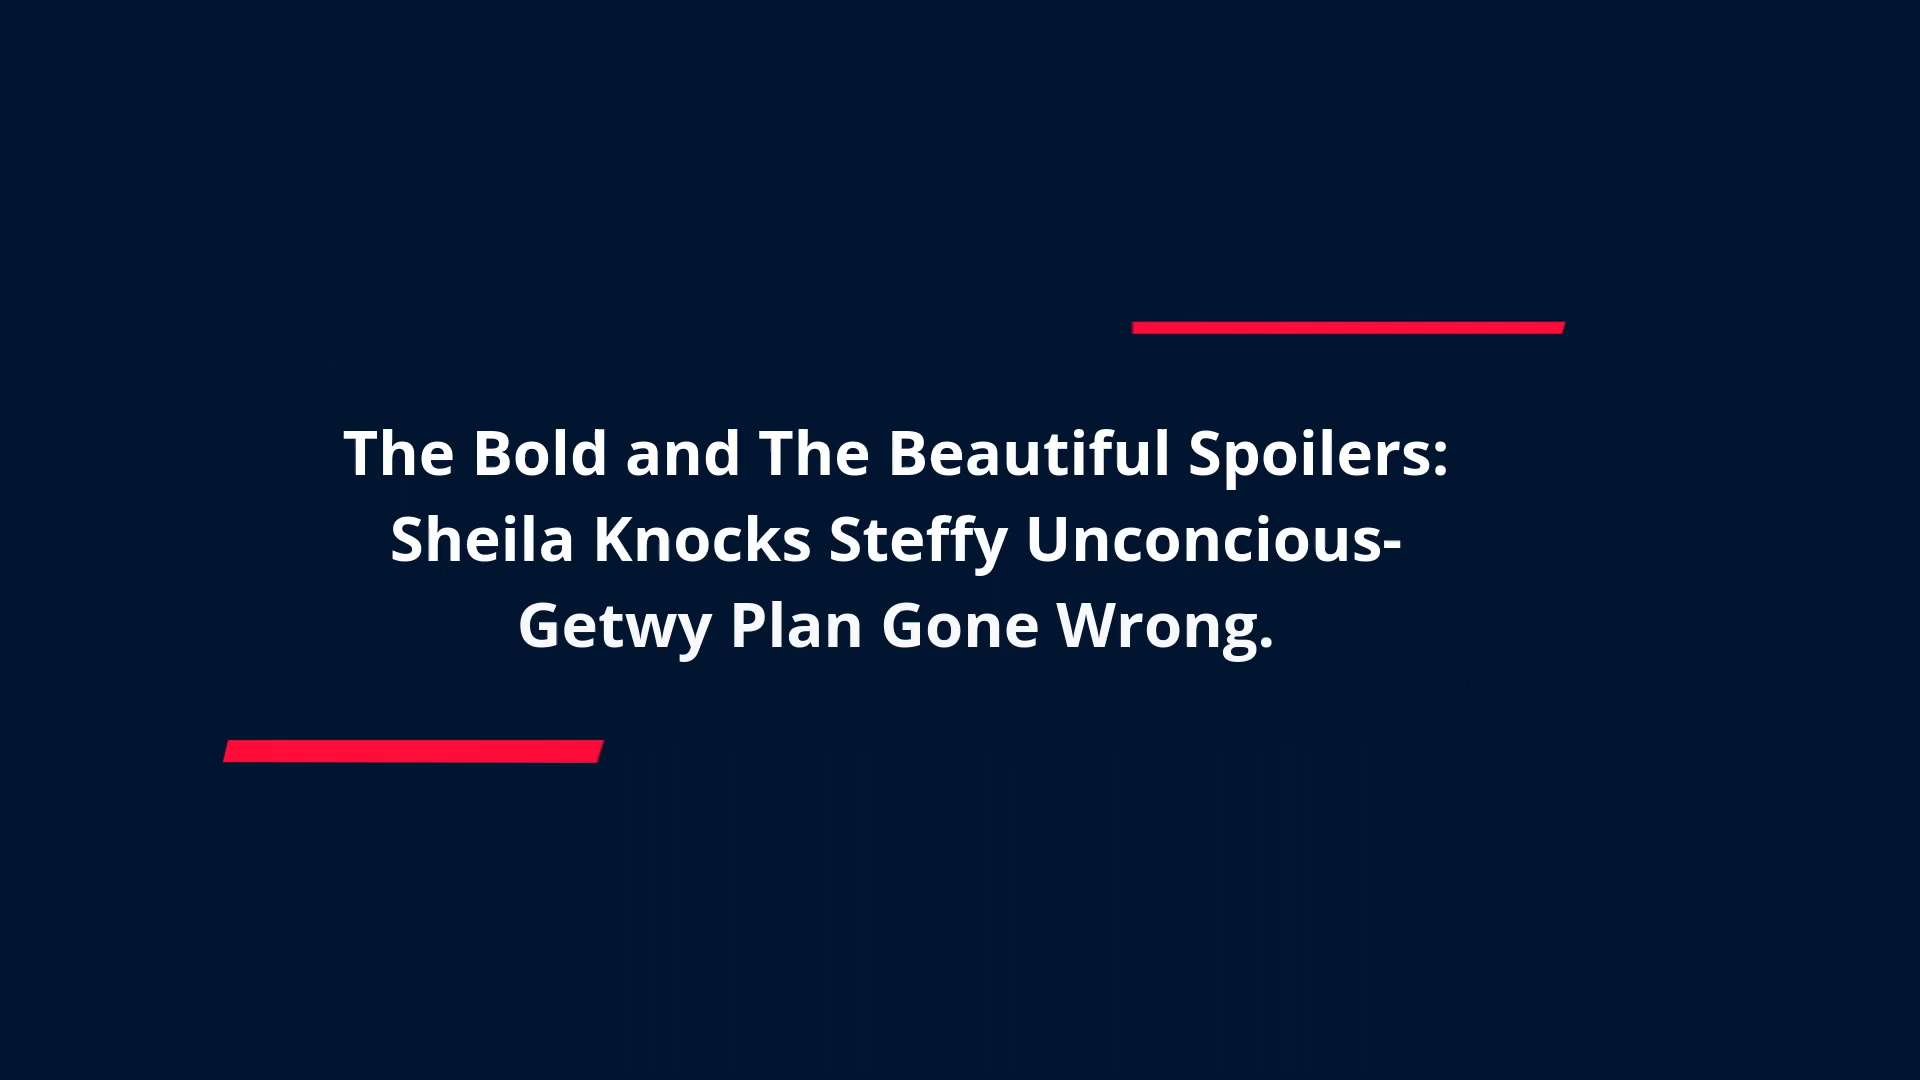 The Bold and The Beautiful Spoilers:
Sheila Knocks Steffy Unconcious-
Getwy Plan Gone Wrong.